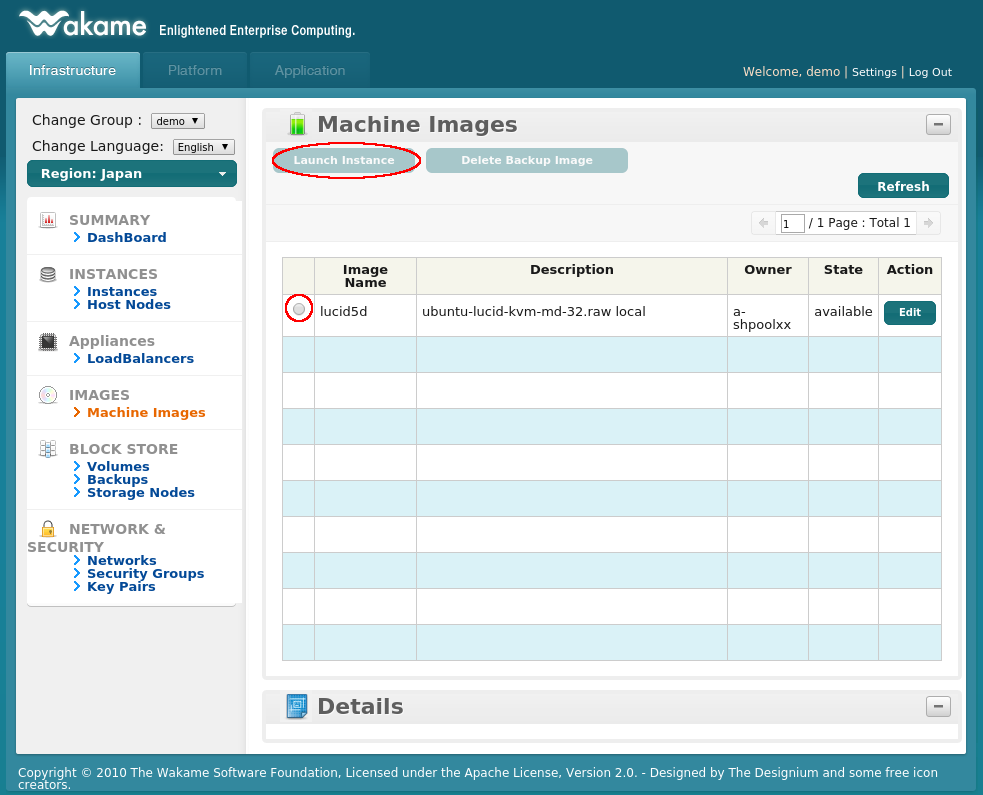 Wakame Enlightened Enterprise Computing.
Infrastructure Platform Application Welcome, demo | Settings | Log Out
Change Group : demo ▼
Change Language: English ▼
Region: Japan
SUMMARY
DashBoard
INSTANCES
Instances
Host Nodes
Appliances
LoadBalancers
IMAGES
Machine Images
BLOCK STORE
Volumes
Backups
Storage Nodes
NETWORK &
SECURITY
Networks
Security Groups
Key Pairs
Machine Images
Launch Instance Delete Backup Image
Refresh
1 / 1 Page : Total 1
Image Name Description Owner State Action
lucid5d ubuntu-lucid-kvm-md-32.raw local a-shpoolxx available Edit
Details
Copyright © 2010 The Wakame Software Foundation, Licensed under the Apache License, Version 2.0. - Designed by The Designium and some free icon
creators.